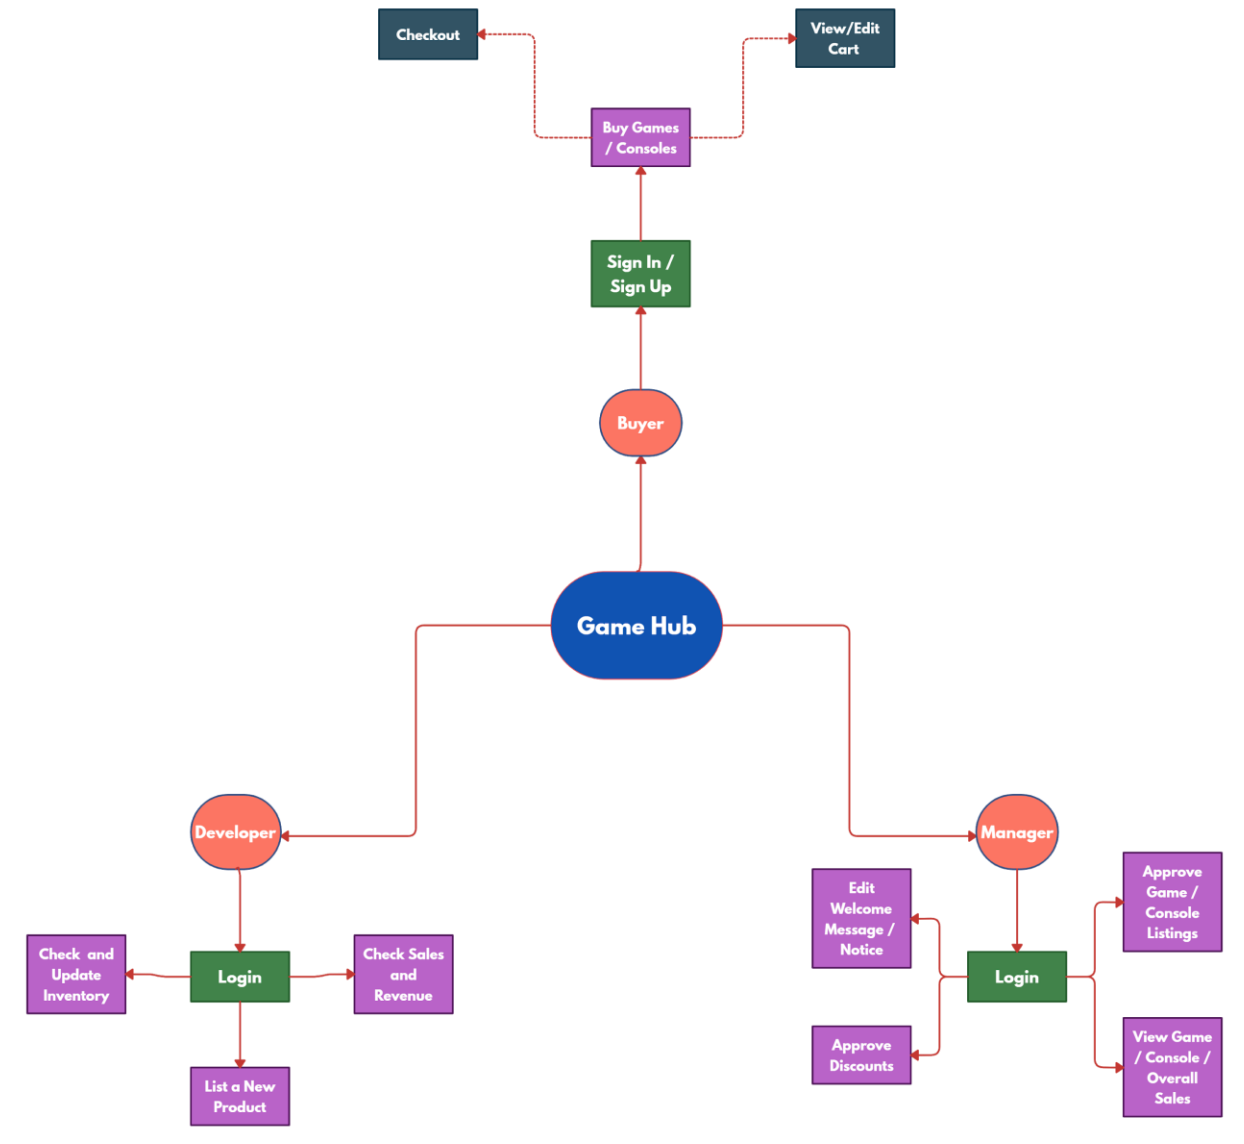 Checkout
View/Edit
Cart
Buy Games
/ Consoles
Sign In /
Sign Up
Buyer
Game Hub
Developer
Manager
Check and
Update
Inventory
Login
Check Sales
and
Revenue
List a New
Product
Edit
Welcome
Message /
Notice
Approve
Discounts
Login
Approve
Game /
Console
Listings
View Game
/ Console /
Overall
Sales